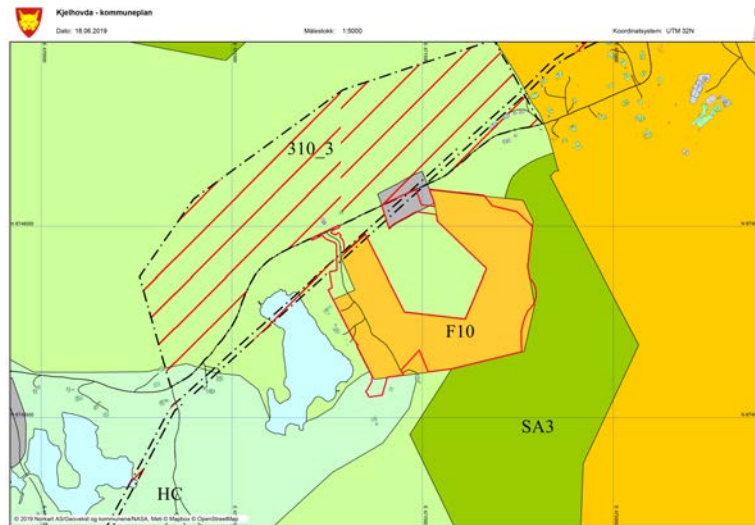 Kjelhovda - kommuneplan
Dato: 18.06.2019
Målestokk: 1:5000
Koordinatsystem: UTM 32N
310_3
F10
SA3
HC
© 2019 Norkart AS/Geovekst og kommunene/NASA, Meti © Mapbox © OpenStreetMap